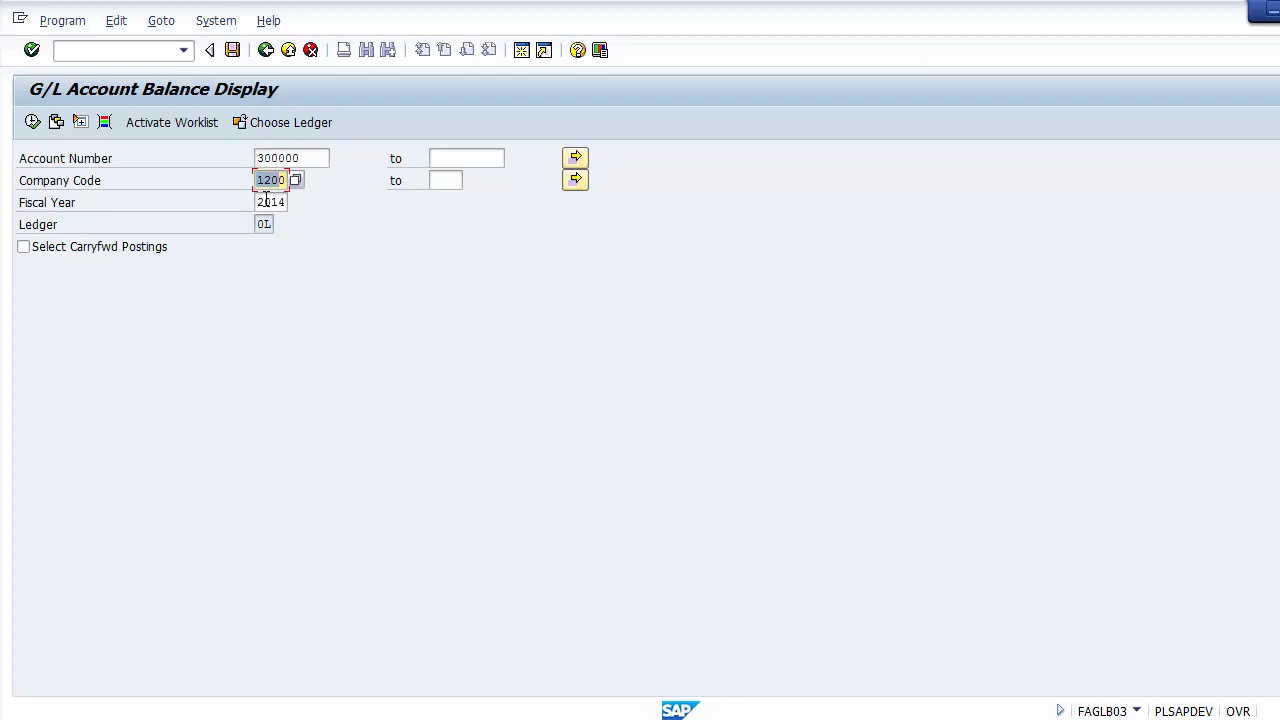 Program Edit Goto System Help
G/L Account Balance Display
Activate Worklist Choose Ledger
Account Number 300000 to
Company Code 1200 to
Fiscal Year 2014
Ledger 0L
Select Carryfwd Postings
SAP FAGLB03 PLSAPDEV OVR